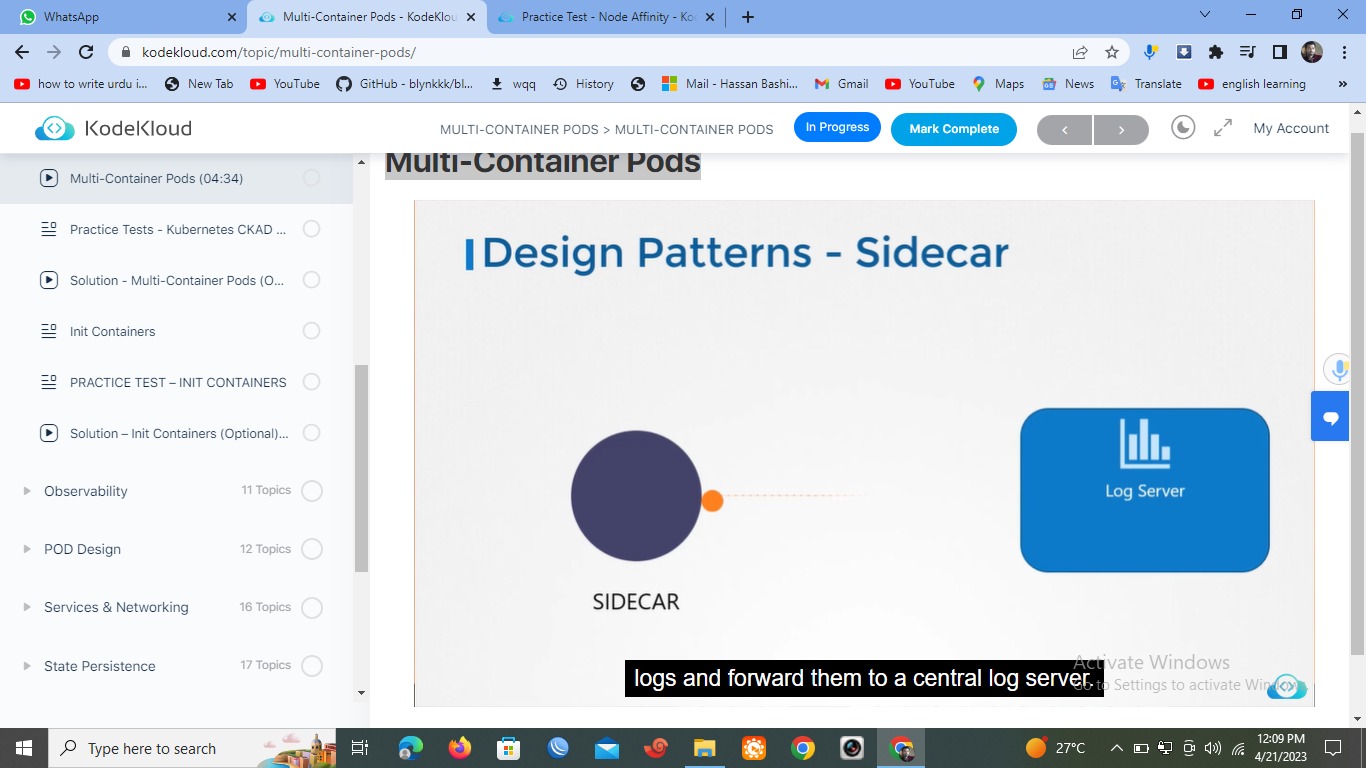 WhatsApp
Multi-Container Pods - KodeKlou
Practice Test - Node Affinity - Ko
kodekloud.com/topic/multi-container-pods/
how to write urdu i...
New Tab
YouTube
GitHub - blynkkk/bl...
wqq
History
Mail - Hassan Bashi...
Gmail
YouTube
Maps
News
Translate
english learning
»
KodeKloud
MULTI-CONTAINER PODS > MULTI-CONTAINER PODS
In Progress
Mark Complete
My Account
Multi-Container Pods (04:34)
Practice Tests - Kubernetes CKAD ...
Solution - Multi-Container Pods (O...
Init Containers
PRACTICE TEST – INIT CONTAINERS
Solution – Init Containers (Optional)...
Observability 11 Topics
POD Design 12 Topics
Services & Networking 16 Topics
State Persistence 17 Topics
Multi-Container Pods
Design Patterns - Sidecar
Log Server
SIDECAR
logs and forward them to a central log server.
Activate Windows
Go to Settings to activate Windows.
Type here to search
27°C
12:09 PM
4/21/2023